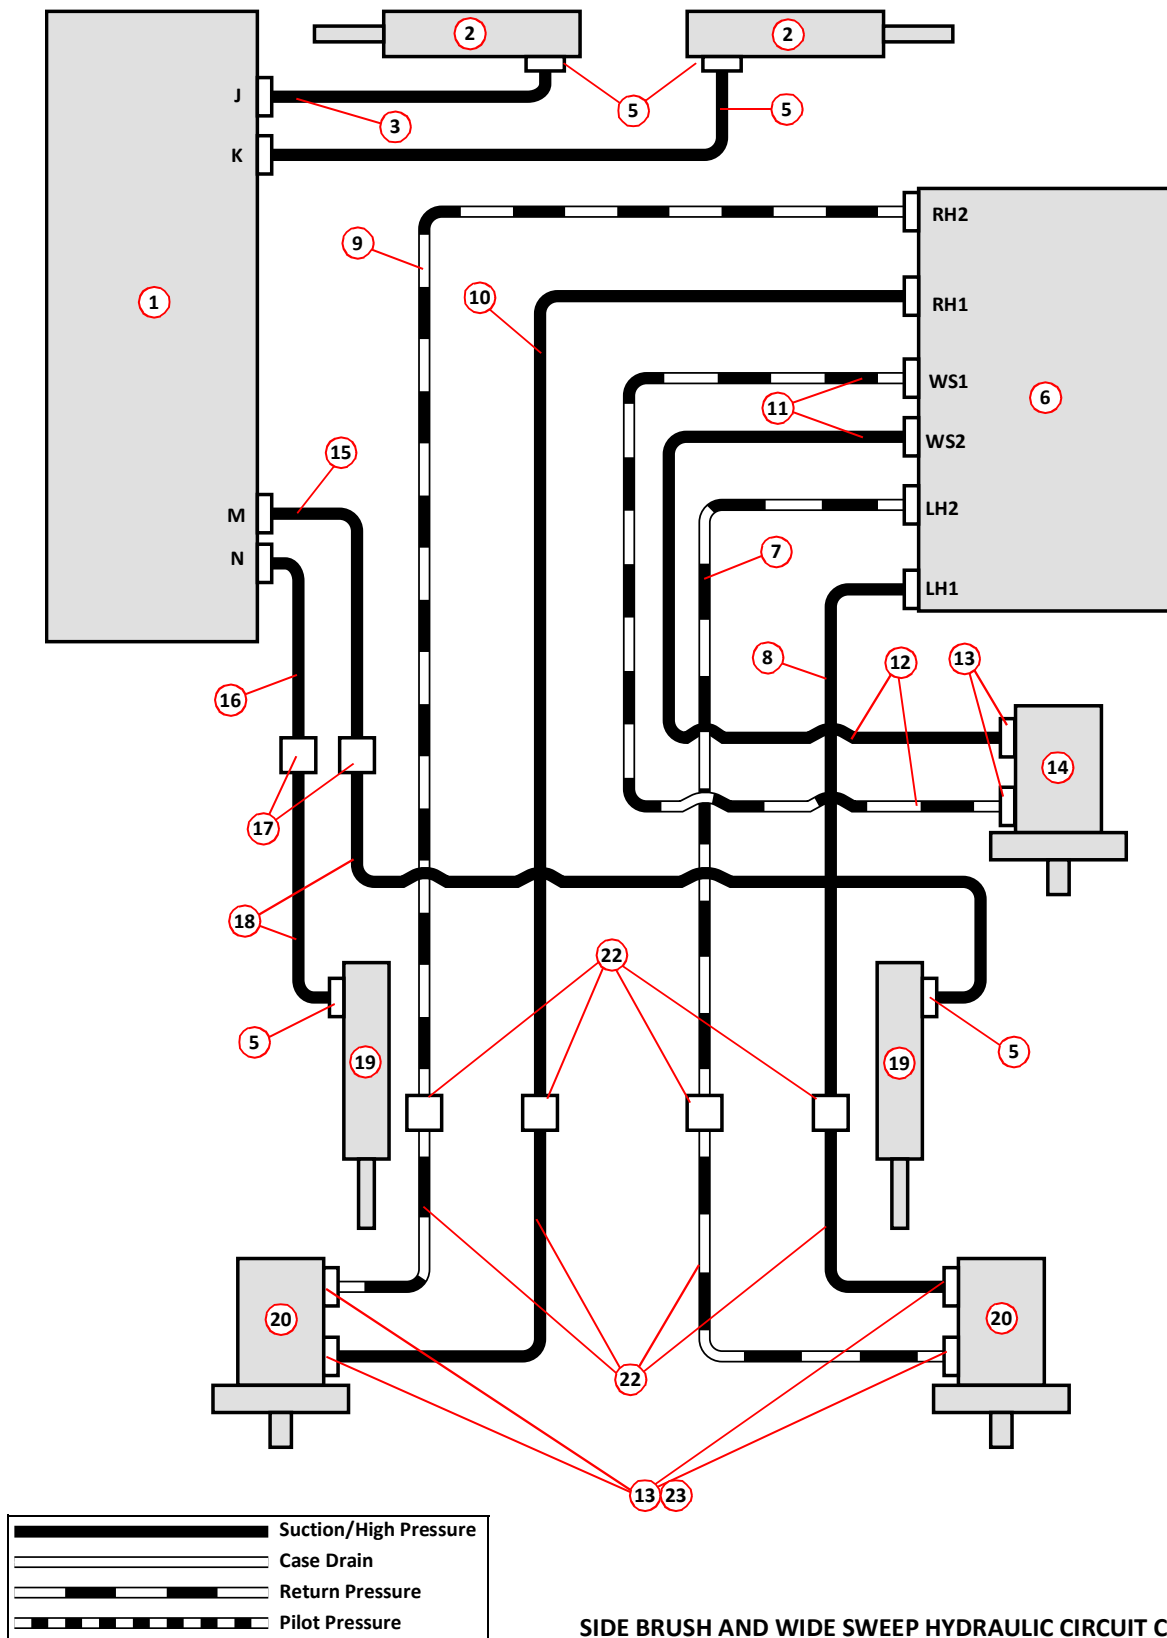 2
2
J
5
5
3
K
RH2
9
10
1
RH1
WS1
6
11
WS2
15
M
LH2
7
N
LH1
8
12
13
16
14
17
18
22
5
5
19
19
20
20
22
13 23
Suction/High Pressure
Case Drain
Return Pressure
Pilot Pressure
SIDE BRUSH AND WIDE SWEEP HYDRAULIC CIRCUIT C